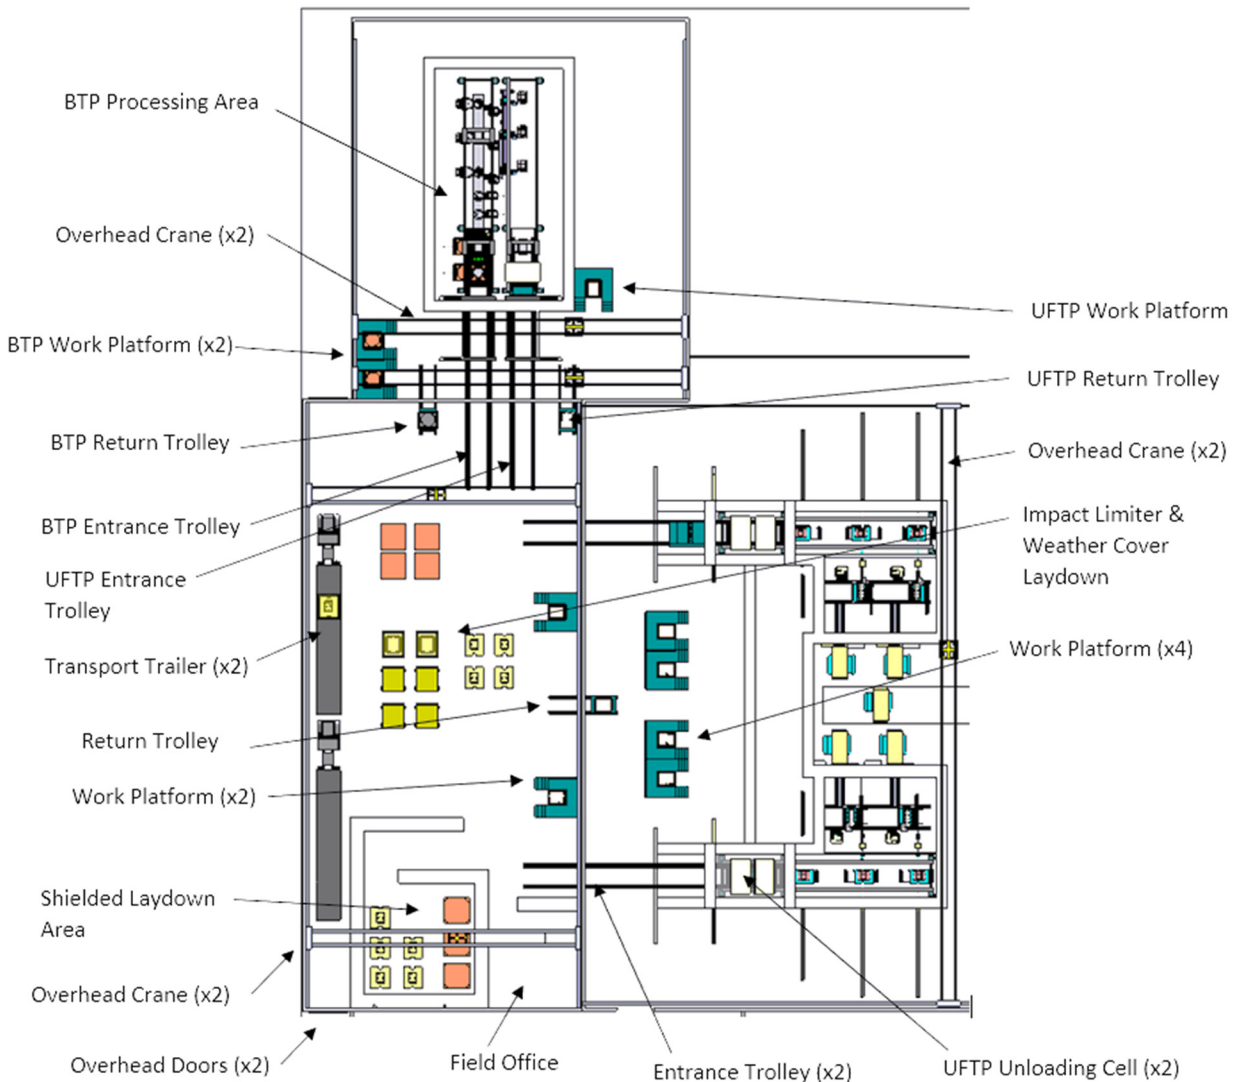 BTP Processing Area
Overhead Crane (x2)
BTP Work Platform (x2)
BTP Return Trolley
BTP Entrance Trolley
UFTP Entrance
Trolley
Transport Trailer (x2)
Return Trolley
Work Platform (x2)
Shielded Laydown
Area
Overhead Crane (x2)
Overhead Doors (x2)
Field Office
Entrance Trolley (x2)
UFTP Unloading Cell (x2)
UFTP Work Platform
UFTP Return Trolley
Overhead Crane (x2)
Impact Limiter &
Weather Cover
Laydown
Work Platform (x4)